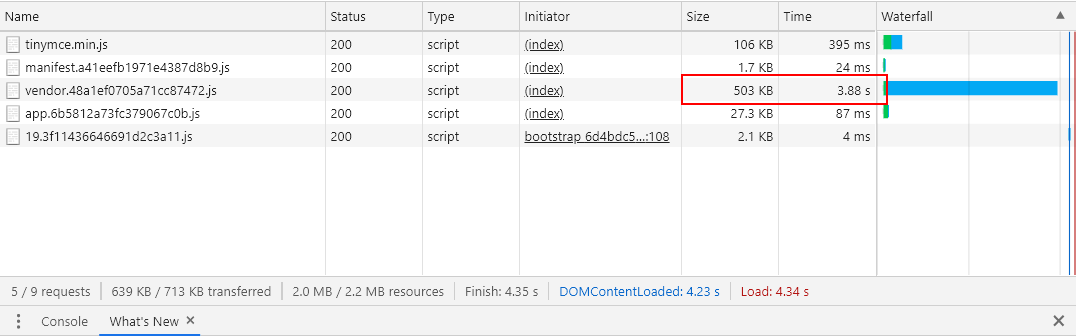 Name Status Type Initiator Size Time Waterfall ▲
tinymce.min.js 200 script (index) 106 KB 395 ms
manifest.a41eefb1971e4387d8b9.js 200 script (index) 1.7 KB 24 ms
vendor.48a1ef0705a71cc87472.js 200 script (index) 503 KB 3.88 s
app.6b5812a73fc379067c0b.js 200 script (index) 27.3 KB 87 ms
19.3f11436646691d2c3a11.js 200 script bootstrap 6d4bdc5...:108 2.1 KB 4 ms
5 / 9 requests 639 KB / 713 KB transferred 2.0 MB / 2.2 MB resources Finish: 4.35 s DOMContentLoaded: 4.23 s Load: 4.34 s
Console What's New ×